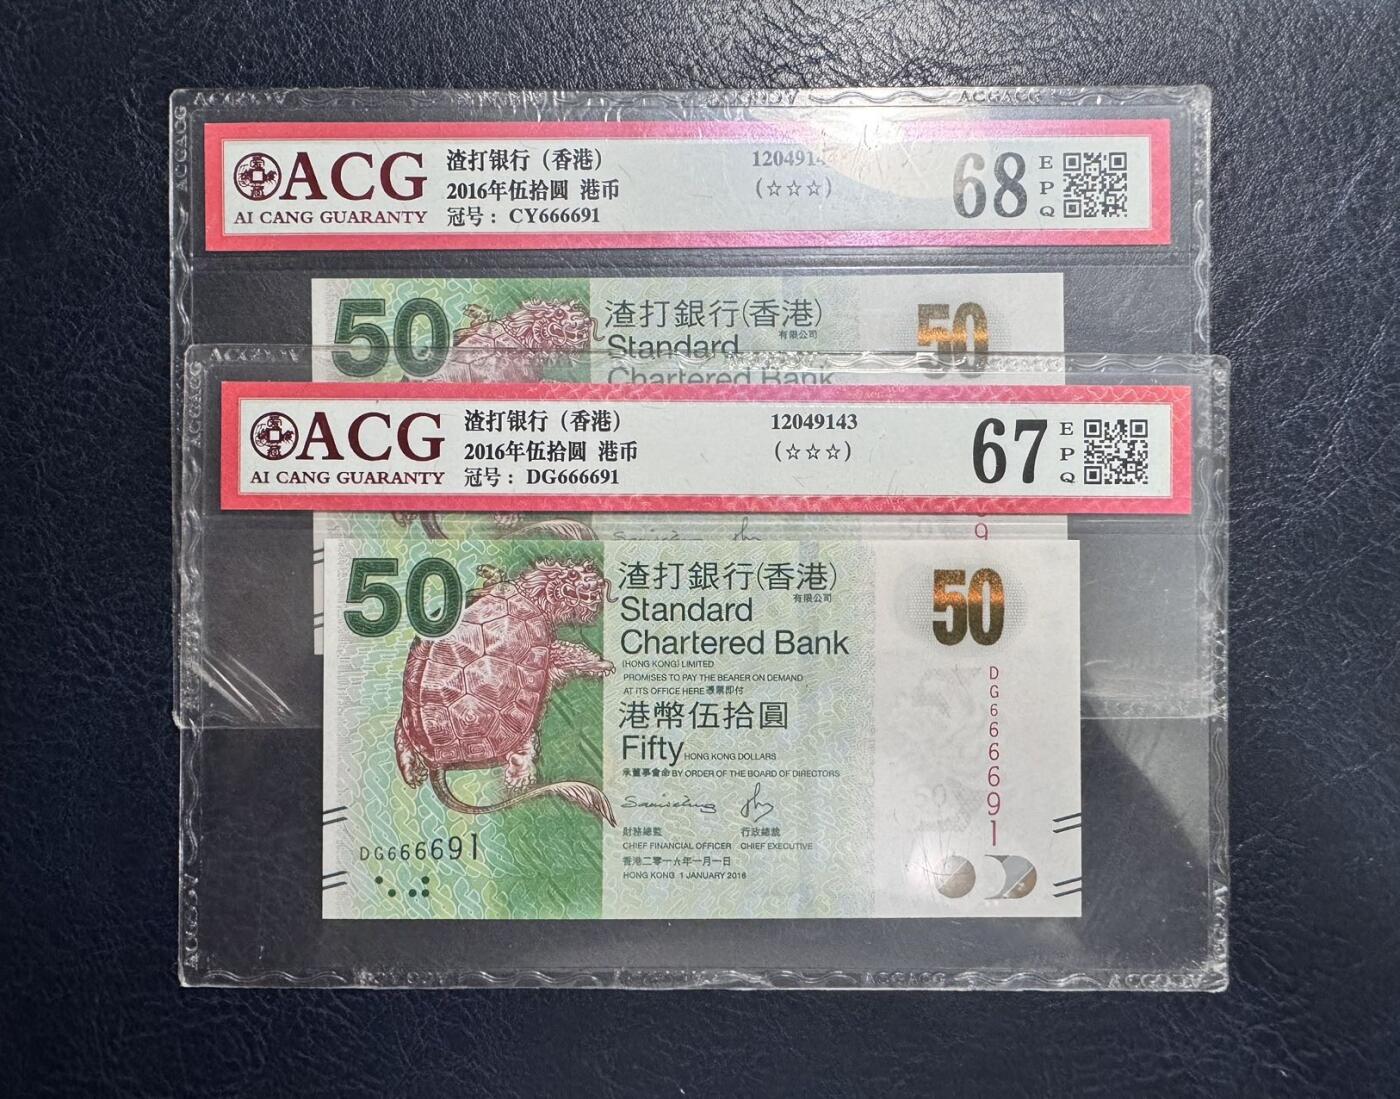 ACG
AI CANG GUARANTY
渣打银行（香港）
2016年伍拾圆 港币
冠号：CY666691
(☆☆☆)
68
E
P
Q
50
渣打銀行(香港)
有限公司
Standard
Chartered Bank
50
ACG
AI CANG GUARANTY
渣打银行（香港）
2016年伍拾圆 港币
冠号：DG666691
12049143
(☆☆☆)
67
E
P
Q
9
50
渣打銀行(香港)
有限公司
Standard
Chartered Bank
(HONG KONG) LIMITED
PROMISES TO PAY THE BEARER ON DEMAND
AT ITS OFFICE HERE 憑票即付
港幣伍拾圓
Fifty HONG KONG DOLLARS
承董事會命 BY ORDER OF THE BOARD OF DIRECTORS
財務總監 行政總裁
CHIEF FINANCIAL OFFICER CHIEF EXECUTIVE
香港二零一六年一月一日
HONG KONG 1 JANUARY 2016
50
DG666691
DG666691